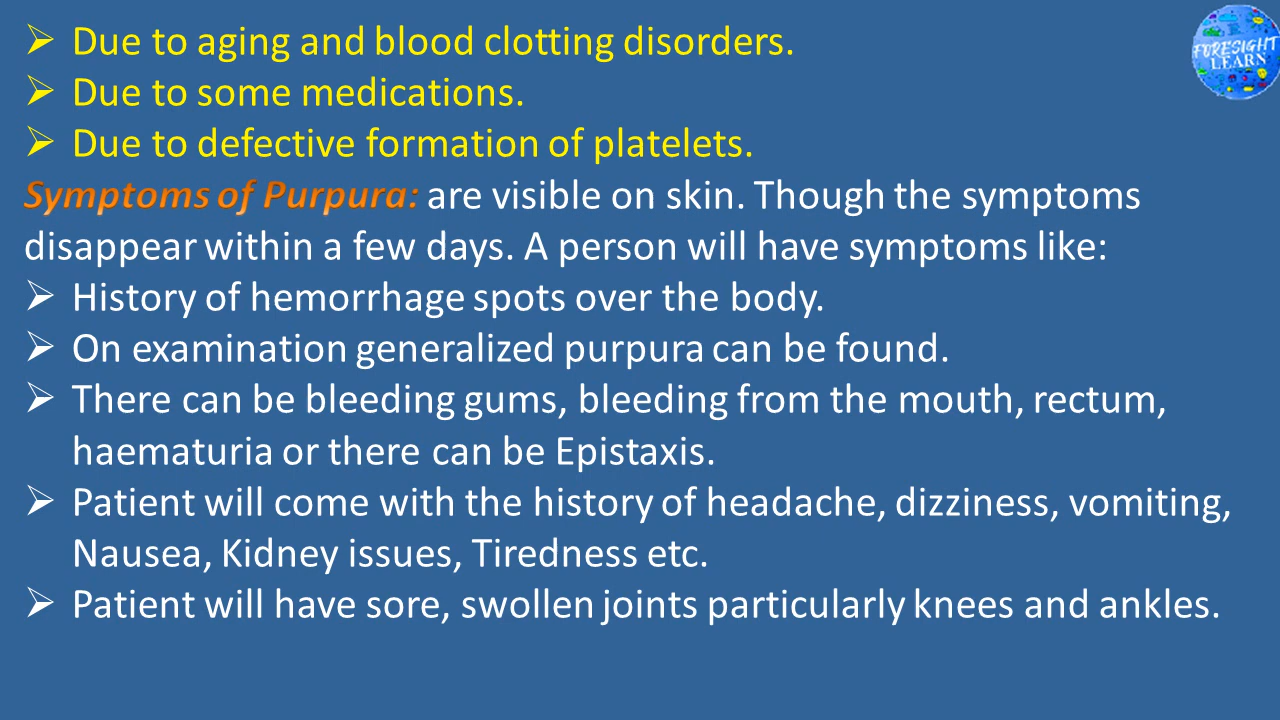 ➢ Due to aging and blood clotting disorders.
FORESIGHT
LEARN
➢ Due to some medications.
➢ Due to defective formation of platelets.
Symptoms of Purpura: are visible on skin. Though the symptoms
disappear within a few days. A person will have symptoms like:
➢ History of hemorrhage spots over the body.
➢ On examination generalized purpura can be found.
➢ There can be bleeding gums, bleeding from the mouth, rectum,
haematuria or there can be Epistaxis.
➢ Patient will come with the history of headache, dizziness, vomiting,
Nausea, Kidney issues, Tiredness etc.
➢ Patient will have sore, swollen joints particularly knees and ankles.